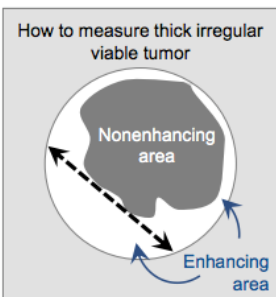 How to measure thick irregular
viable tumor
Nonenhancing
area
Enhancing
area